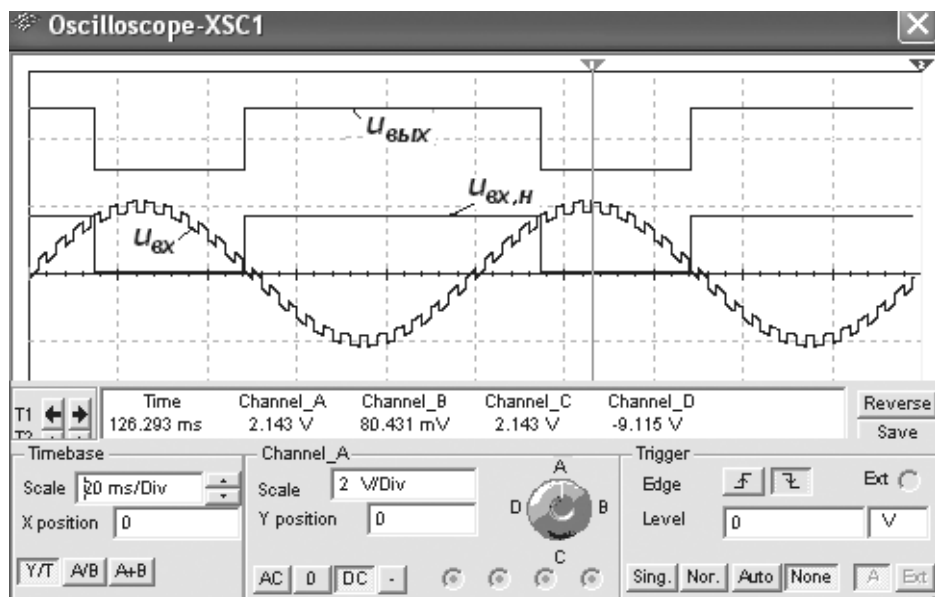 Oscilloscope-XSC1
1
2
uвых
uвх,н
uвх
T1
Time Channel_A Channel_B Channel_C Channel_D
126.293 ms 2.143 V 80.431 mV 2.143 V -9.115 V
Reverse
Save
Timebase
Scale 20 ms/Div
X position 0
Y/T A/B A+B
Channel_A
Scale 2 V/Div
Y position 0
AC 0 DC -
A
B
C
D
Trigger
Edge Ext
Level 0 V
Sing. Nor. Auto None A Ext